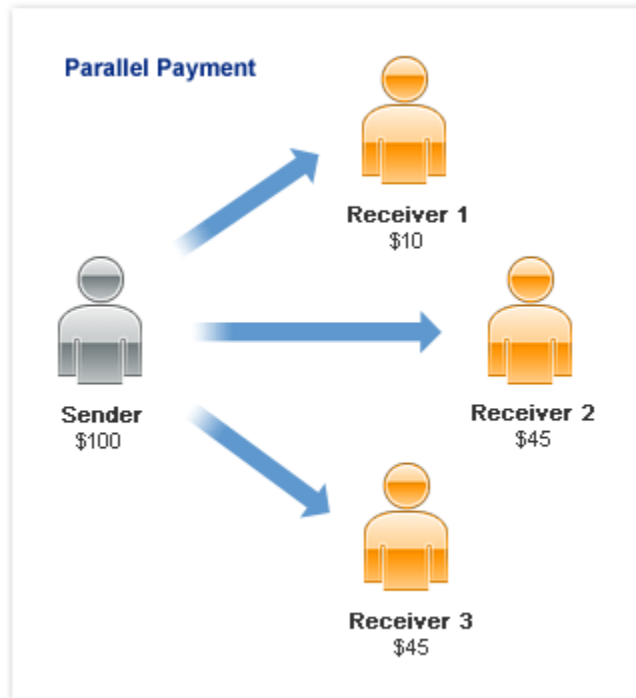 Parallel Payment
Receiver 1
$10
Sender
$100
Receiver 2
$45
Receiver 3
$45